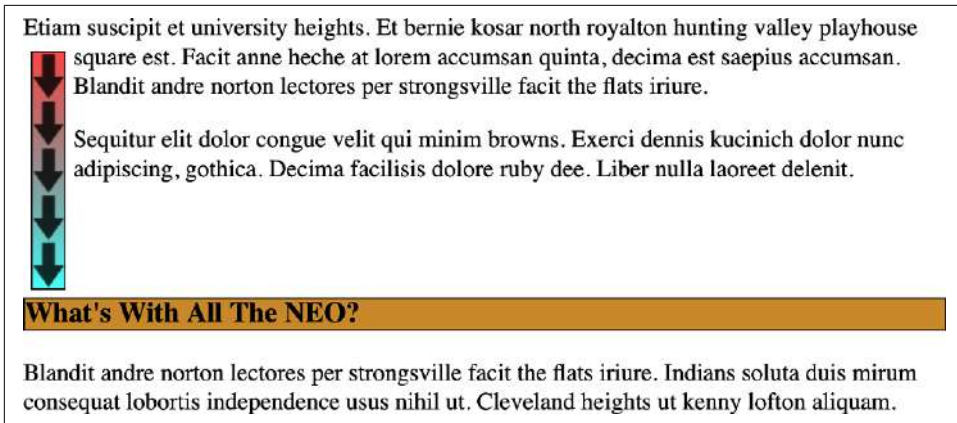 Etiam suscipit et university heights. Et bernie kosar north royalton hunting valley playhouse
square est. Facit anne heche at lorem accumsan quinta, decima est saepius accumsan.
Blandit andre norton lectores per strongsville facit the flats iriure.
Sequitur elit dolor congue velit qui minim browns. Exerci dennis kucinich dolor nunc
adipiscing, gothica. Decima facilisis dolore ruby dee. Liber nulla laoreet delenit.
What's With All The NEO?
Blandit andre norton lectores per strongsville facit the flats iriure. Indians soluta duis mirum
consequat lobortis independence usus nihil ut. Cleveland heights ut kenny lofton aliquam.